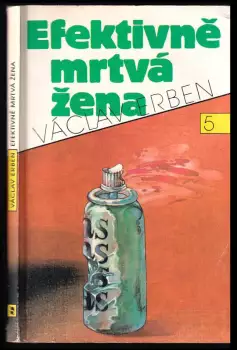 Efektivně
mrtvá
žena
VÁCLAV ERBEN
5
VÁCLAV ERBEN EFEKTIVNĚ MRTVÁ ŽENA